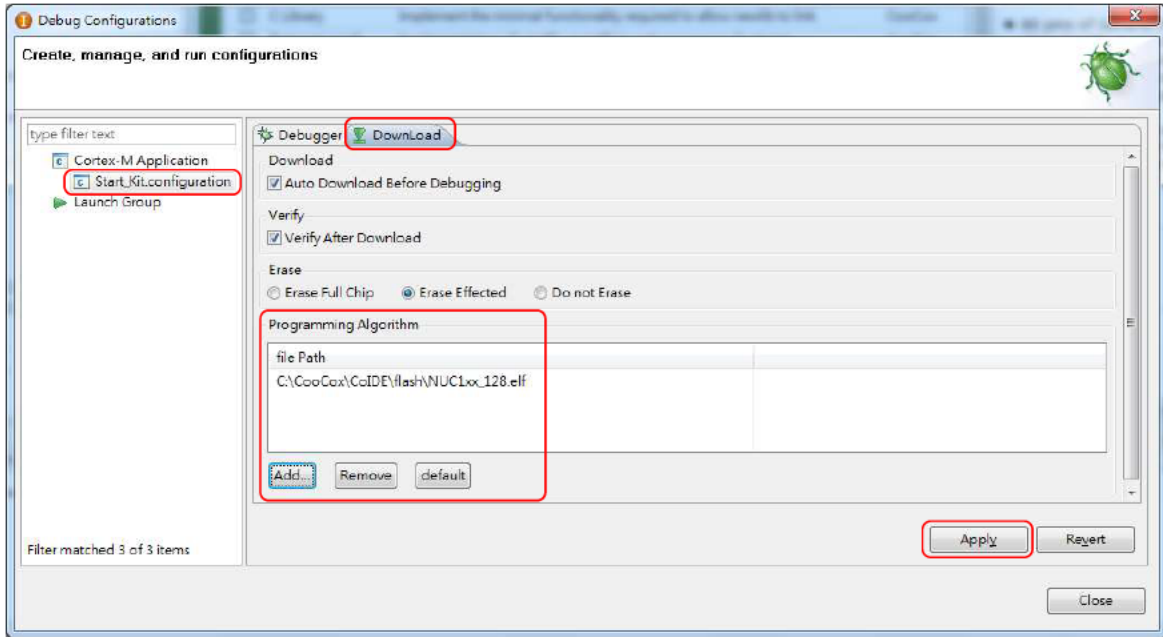 Debug Configurations
Create, manage, and run configurations
type filter text
Cortex-M Application
Start_Kit.configuration
Launch Group
Filter matched 3 of 3 items
Debugger DownLoad
Download
Auto Download Before Debugging
Verify
Verify After Download
Erase
Erase Full Chip Erase Effected Do not Erase
Programming Algorithm
file Path
C:\CooCox\CoIDE\flash\NUC1xx_128.elf
Add... Remove default
Apply Revert
Close